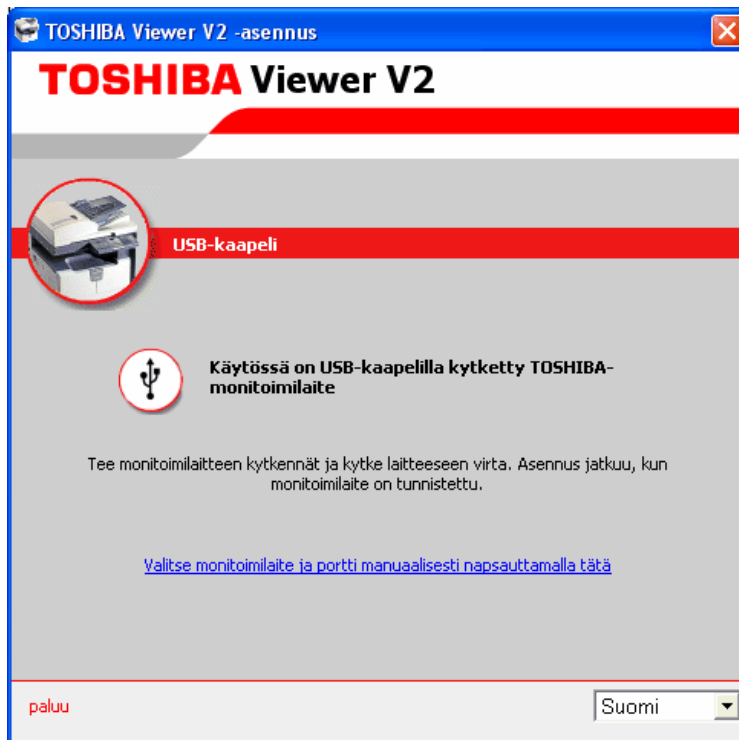 TOSHIBA Viewer V2 -asennus
TOSHIBA Viewer V2
USB-kaapeli
Käytössä on USB-kaapelilla kytketty TOSHIBA-
monitoimilaite
Tee monitoimilaitteen kytkennät ja kytke laitteeseen virta. Asennus jatkuu, kun
monitoimilaite on tunnistettu.
Valitse monitoimilaite ja portti manuaalisesti napsauttamalla tätä
paluu
Suomi